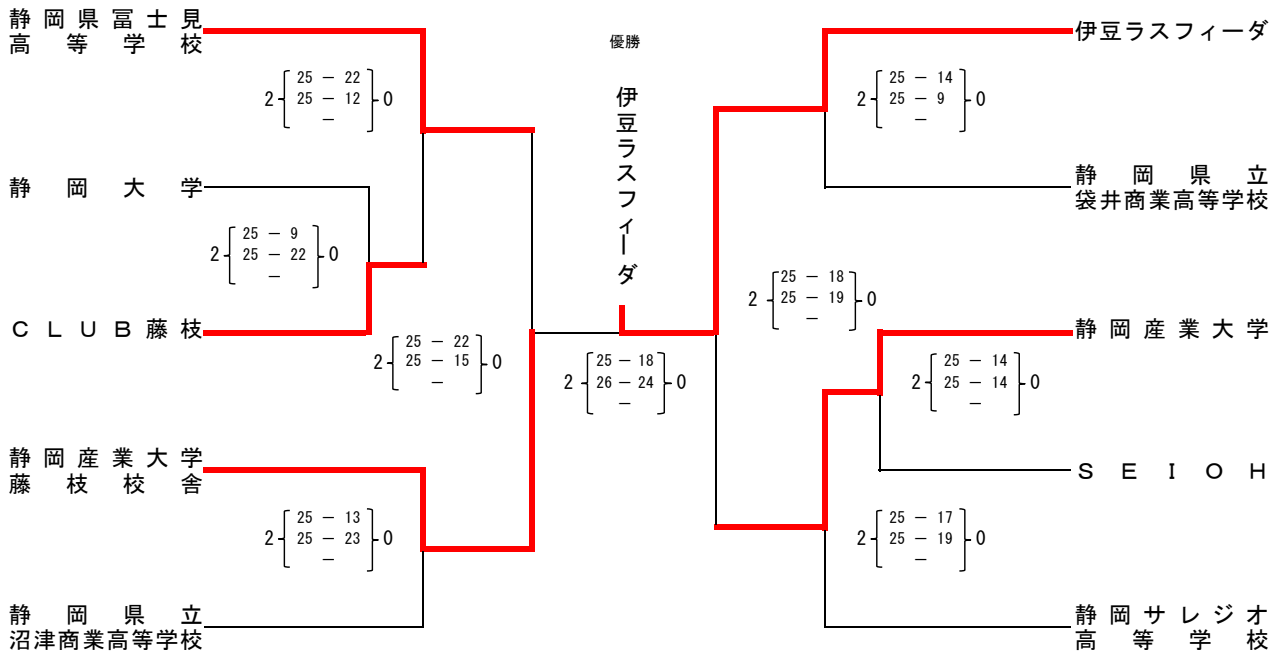 静岡県冨士見
高等学校
2 25 － 22 0
25 － 12
－
静岡大学
2 25 － 9 0
25 － 22
－
ＣＬＵＢ藤枝
2 25 － 22 0
25 － 15
－
静岡産業大学
藤枝校舎
2 25 － 13 0
25 － 23
－
静岡県立
沼津商業高等学校
優勝
伊豆ラスフィーダ
2 25 － 18 0
26 － 24
－
伊豆ラスフィーダ
2 25 － 14 0
25 － 9
－
静岡県立
袋井商業高等学校
2 25 － 18 0
25 － 19
－
静岡産業大学
2 25 － 14 0
25 － 14
－
ＳＥＩＯＨ
2 25 － 17 0
25 － 19
－
静岡サレジオ
高等学校